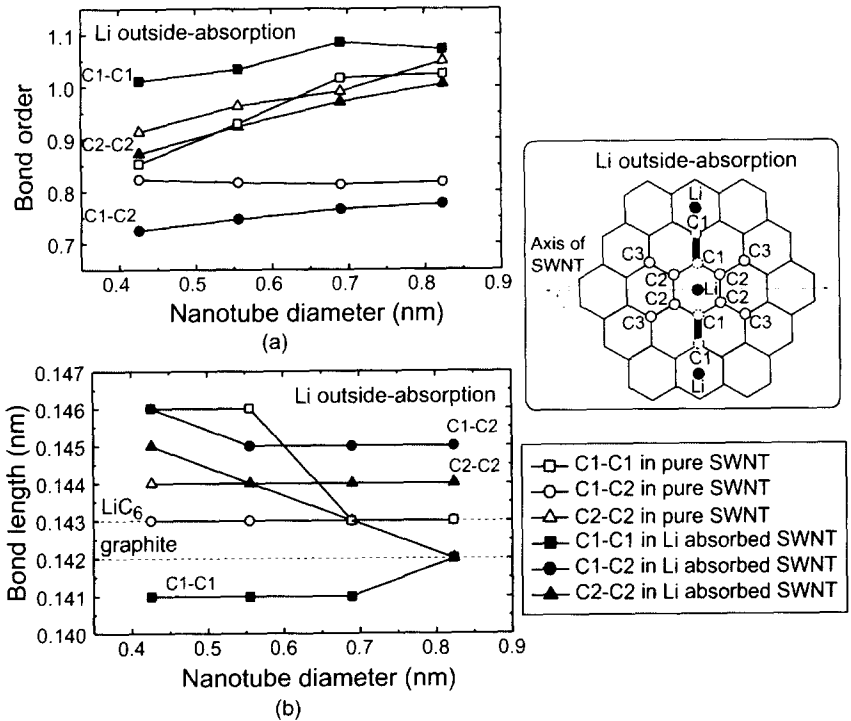 Li outside-absorption
1.1
1.0
0.9
0.8
0.7
Bond order
C1-C1
C2-C2
C1-C2
0.4 0.5 0.6 0.7 0.8 0.9
Nanotube diameter (nm)
(a)
Li outside-absorption
Axis of
SWNT
Li
C1
C3 C1 C3
C2 C2
Li
C2 C2
C3 C1 C3
C1
Li
0.147
0.146
0.145
0.144
0.143
0.142
0.141
0.140
Bond length (nm)
Li outside-absorption
C1-C2
C2-C2
LiC6
graphite
C1-C1
0.4 0.5 0.6 0.7 0.8 0.9
Nanotube diameter (nm)
(b)
C1-C1 in pure SWNT
C1-C2 in pure SWNT
C2-C2 in pure SWNT
C1-C1 in Li absorbed SWNT
C1-C2 in Li absorbed SWNT
C2-C2 in Li absorbed SWNT